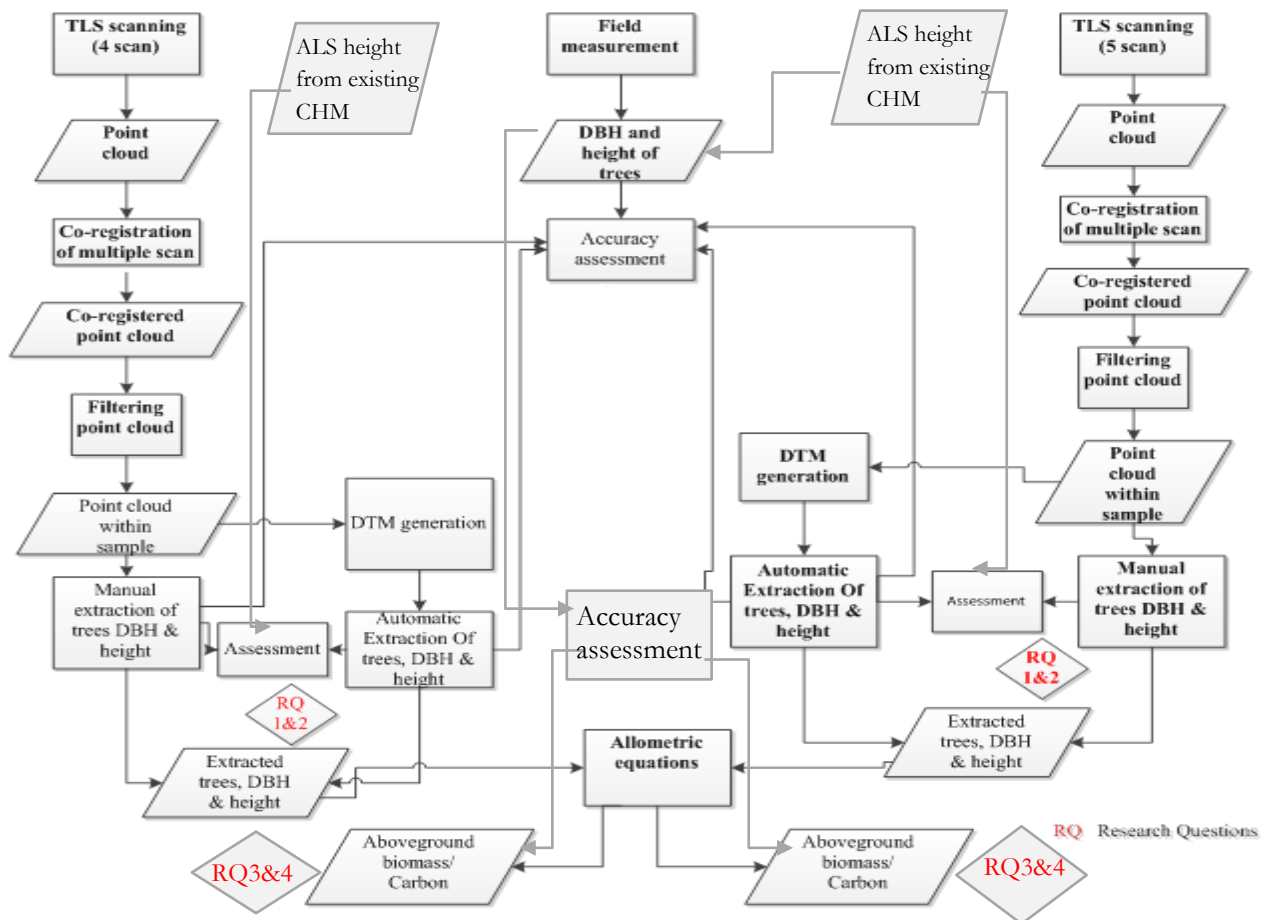 TLS scanning
(4 scan)
ALS height
from existing
CHM
Field
measurement
ALS height
from existing
CHM
TLS scanning
(5 scan)
Point
cloud
DBH and
height of
trees
Point
cloud
Co-registration
of multiple scan
Accuracy
assessment
Co-registration
of multiple scan
Co-registered
point cloud
Co-registered
point cloud
Filtering
point cloud
Filtering
point cloud
DTM
generation
Point
cloud within
sample
Point
cloud
within
sample
DTM generation
Manual
extraction of
trees DBH &
height
Assessment
Automatic
Extraction Of
trees, DBH &
height
Accuracy
assessment
Automatic
Extraction Of
trees, DBH &
height
Assessment
Manual
extraction of
trees DBH &
height
RQ
1&2
RQ
1&2
Extracted
trees, DBH
& height
Allometric
equations
Extracted
trees, DBH
& height
RQ3&4
Aboveground
biomass/
Carbon
Aboveground
biomass/
Carbon
RQ3&4
RQ Research Questions